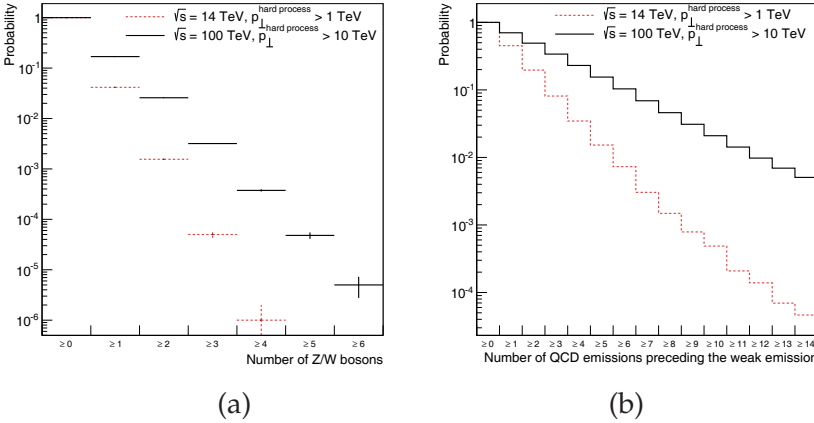 Probability
√s = 14 TeV, p⊥^hard process > 1 TeV
√s = 100 TeV, p⊥^hard process > 10 TeV
1
10⁻¹
10⁻²
10⁻³
10⁻⁴
10⁻⁵
10⁻⁶
≥ 0 ≥ 1 ≥ 2 ≥ 3 ≥ 4 ≥ 5 ≥ 6
Number of Z/W bosons
(a)
Probability
√s = 14 TeV, p⊥^hard process > 1 TeV
√s = 100 TeV, p⊥^hard process > 10 TeV
1
10⁻¹
10⁻²
10⁻³
10⁻⁴
≥ 0 ≥ 1 ≥ 2 ≥ 3 ≥ 4 ≥ 5 ≥ 6 ≥ 7 ≥ 8 ≥ 9 ≥ 10 ≥ 11 ≥ 12 ≥ 13 ≥ 14
Number of QCD emissions preceding the weak emission
(b)